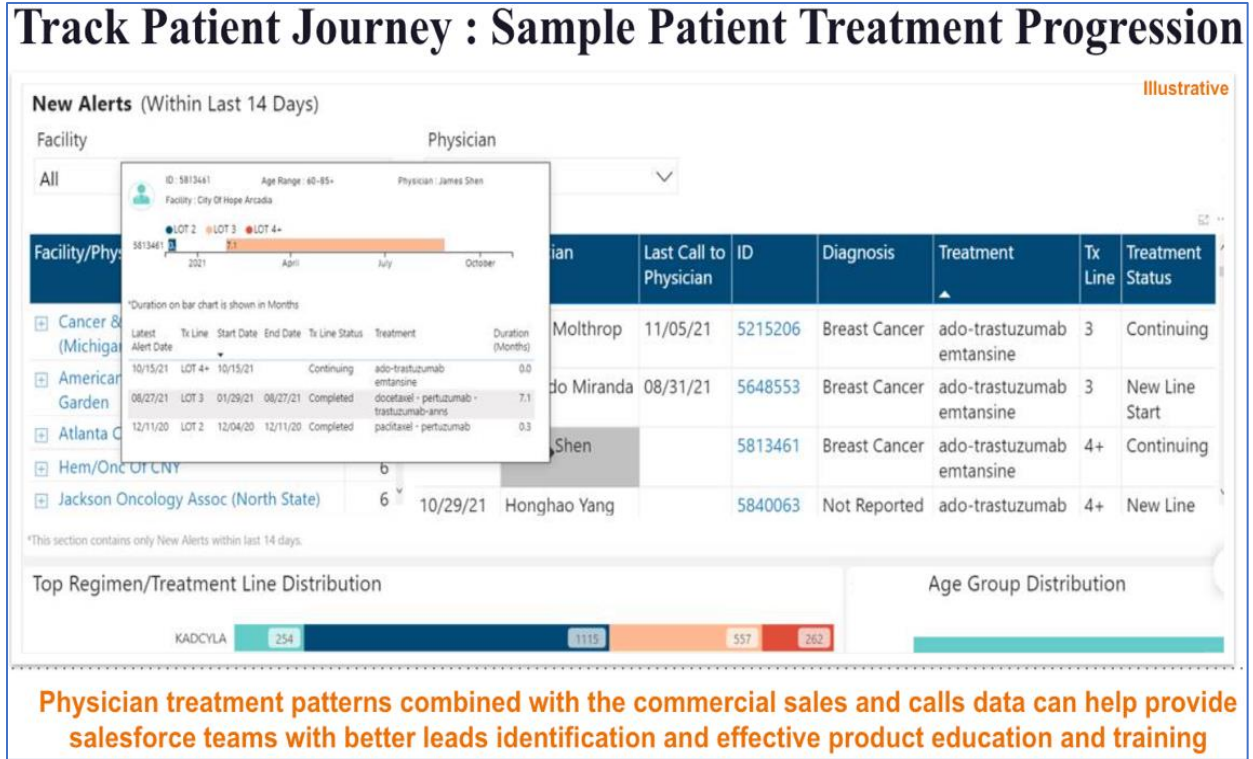 Track Patient Journey : Sample Patient Treatment Progression
Illustrative
New Alerts (Within Last 14 Days)
Facility
Physician
All
ID : 5813461 Age Range : 60-85+ Physician : James Shen
Facility : City Of Hope Arcadia
LOT 2 LOT 3 LOT 4+
5813461 7.1
2021 April July October
*Duration on bar chart is shown in Months
Latest Alert Date Tx Line Start Date End Date Tx Line Status Treatment Duration (Months)
10/15/21 LOT 4+ 10/15/21 Continuing ado-trastuzumab emtansine 0.0
08/27/21 LOT 3 01/29/21 08/27/21 Completed docetaxel - pertuzumab - trastuzumab-anns 7.1
12/11/20 LOT 2 12/04/20 12/11/20 Completed paclitaxel - pertuzumab 0.3
Facility/Phys
Cancer &
(Michigan
American
Garden
Atlanta C
Hem/Onc Of CNY 6
Jackson Oncology Assoc (North State) 6
ian Last Call to Physician ID Diagnosis Treatment Tx Line Treatment Status
Molthrop 11/05/21 5215206 Breast Cancer ado-trastuzumab emtansine 3 Continuing
do Miranda 08/31/21 5648553 Breast Cancer ado-trastuzumab emtansine 3 New Line Start
Shen 5813461 Breast Cancer ado-trastuzumab emtansine 4+ Continuing
10/29/21 Honghao Yang 5840063 Not Reported ado-trastuzumab 4+ New Line
*This section contains only New Alerts within last 14 days.
Top Regimen/Treatment Line Distribution
KADCYLA 254 1115 557 262
Age Group Distribution
Physician treatment patterns combined with the commercial sales and calls data can help provide
salesforce teams with better leads identification and effective product education and training